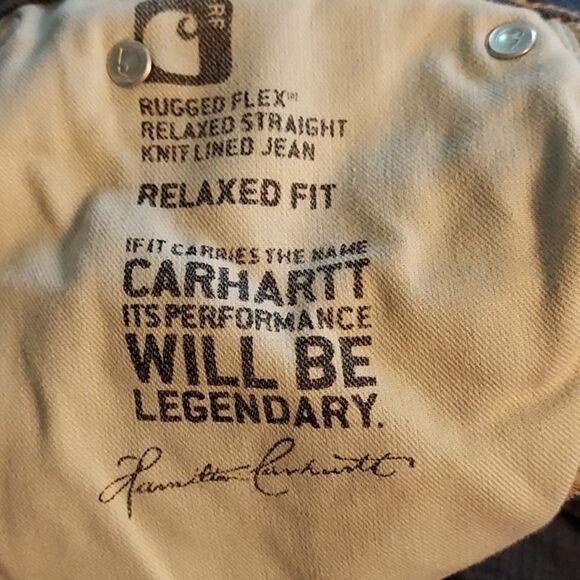 RF
RUGGED FLEX
RELAXED STRAIGHT
KNIT LINED JEAN
RELAXED FIT
IF IT CARRIES THE NAME
CARHARTT
ITS PERFORMANCE
WILL BE
LEGENDARY.
Hamilton Carhartt